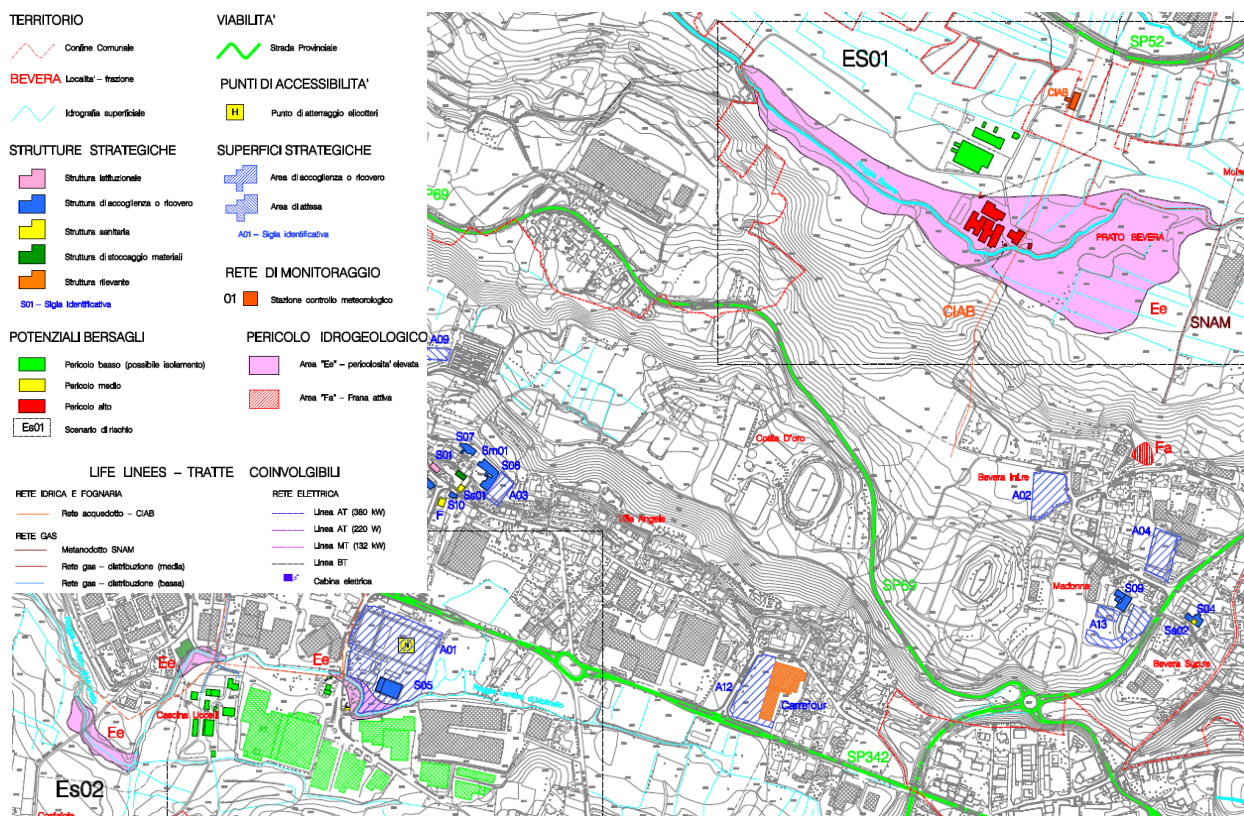 TERRITORIO
Confine Comunale
BEVERA Localita' - frazione
Idrografia superficiale
VIABILITA'
Strada Provinciale
PUNTI DI ACCESSIBILITA'
H Punto di atterraggio elicotteri
STRUTTURE STRATEGICHE
Struttura istituzionale
Struttura di accoglienza o ricovero
Struttura sanitaria
Struttura di stoccaggio materiali
Struttura rilevante
S01 - Sigla identificativa
SUPERFICI STRATEGICHE
Area di accoglienza o ricovero
Area di attesa
A01 - Sigla identificativa
RETE DI MONITORAGGIO
01 Stazione controllo meteorologico
POTENZIALI BERSAGLI
Pericolo basso (possibile isolamento)
Pericolo medio
Pericolo alto
Es01 Scenario di rischio
PERICOLO IDROGEOLOGICO
Area "Ee" - pericolosita' elevata
Area "Fa" - Frana attiva
LIFE LINEES - TRATTE COINVOLGIBILI
RETE IDRICA E FOGNARIA
Rete acquedotto - CIAB
RETE GAS
Metanodotto SNAM
Rete gas - distribuzione (media)
Rete gas - distribuzione (bassa)
RETE ELETTRICA
Linea AT (380 kW)
Linea AT (220 W)
Linea MT (132 kW)
Linea BT
Cabina elettrica
ES01
SP52
CIAB
PRATO BEVERA
Ee
CIAB
SNAM
P69
A09
S07
S01
Sm01
S08
Ss01
A03
S10
F
Costa D'oro
Villa Angele
Bevera Inf.re
A02
Fa
A04
Madonna
S09
A13
S04
Ss02
Bevera Sup.re
SP69
A12
Carrefour
SP342
H
A01
S05
Ee
Ee
Ee
Cascina Uccelli
Es02